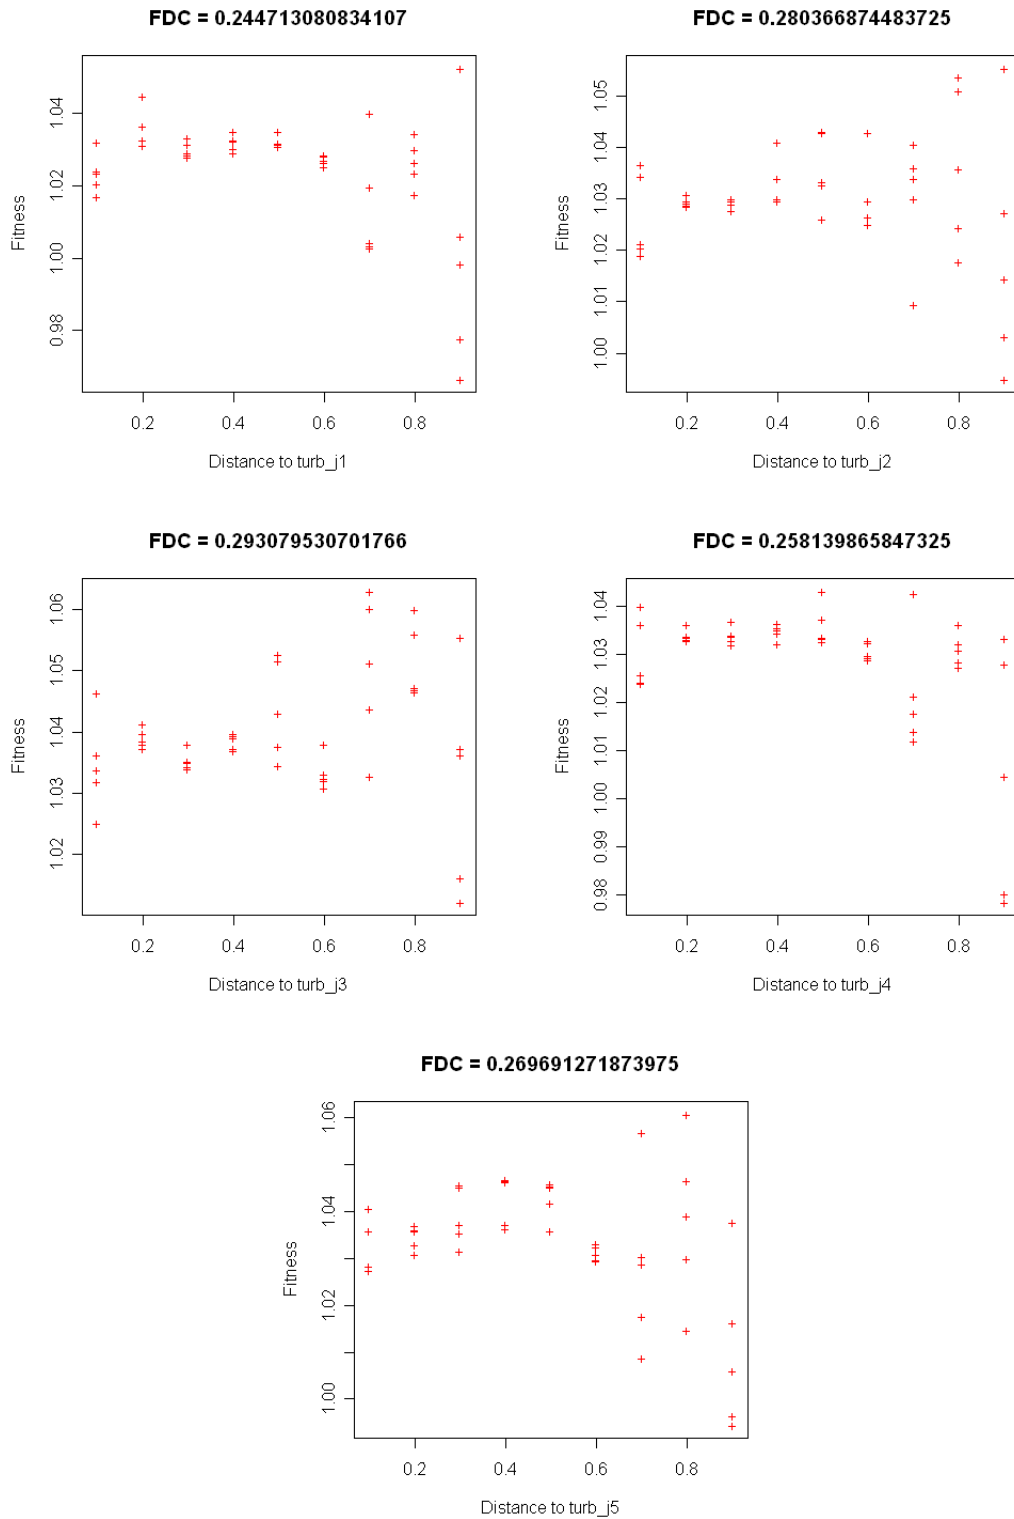 FDC = 0.244713080834107
Fitness
0.98 1.00 1.02 1.04
0.2 0.4 0.6 0.8
Distance to turb_j1
FDC = 0.280366874483725
Fitness
1.00 1.01 1.02 1.03 1.04 1.05
0.2 0.4 0.6 0.8
Distance to turb_j2
FDC = 0.293079530701766
Fitness
1.02 1.03 1.04 1.05 1.06
0.2 0.4 0.6 0.8
Distance to turb_j3
FDC = 0.258139865847325
Fitness
0.98 0.99 1.00 1.01 1.02 1.03 1.04
0.2 0.4 0.6 0.8
Distance to turb_j4
FDC = 0.269691271873975
Fitness
1.00 1.02 1.04 1.06
0.2 0.4 0.6 0.8
Distance to turb_j5